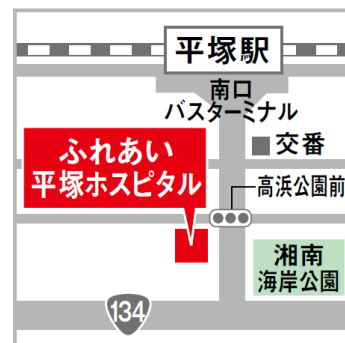 平塚駅
南口
バスターミナル
交番
ふれあい
平塚ホスピタル
高浜公園前
湘南
海岸公園
134